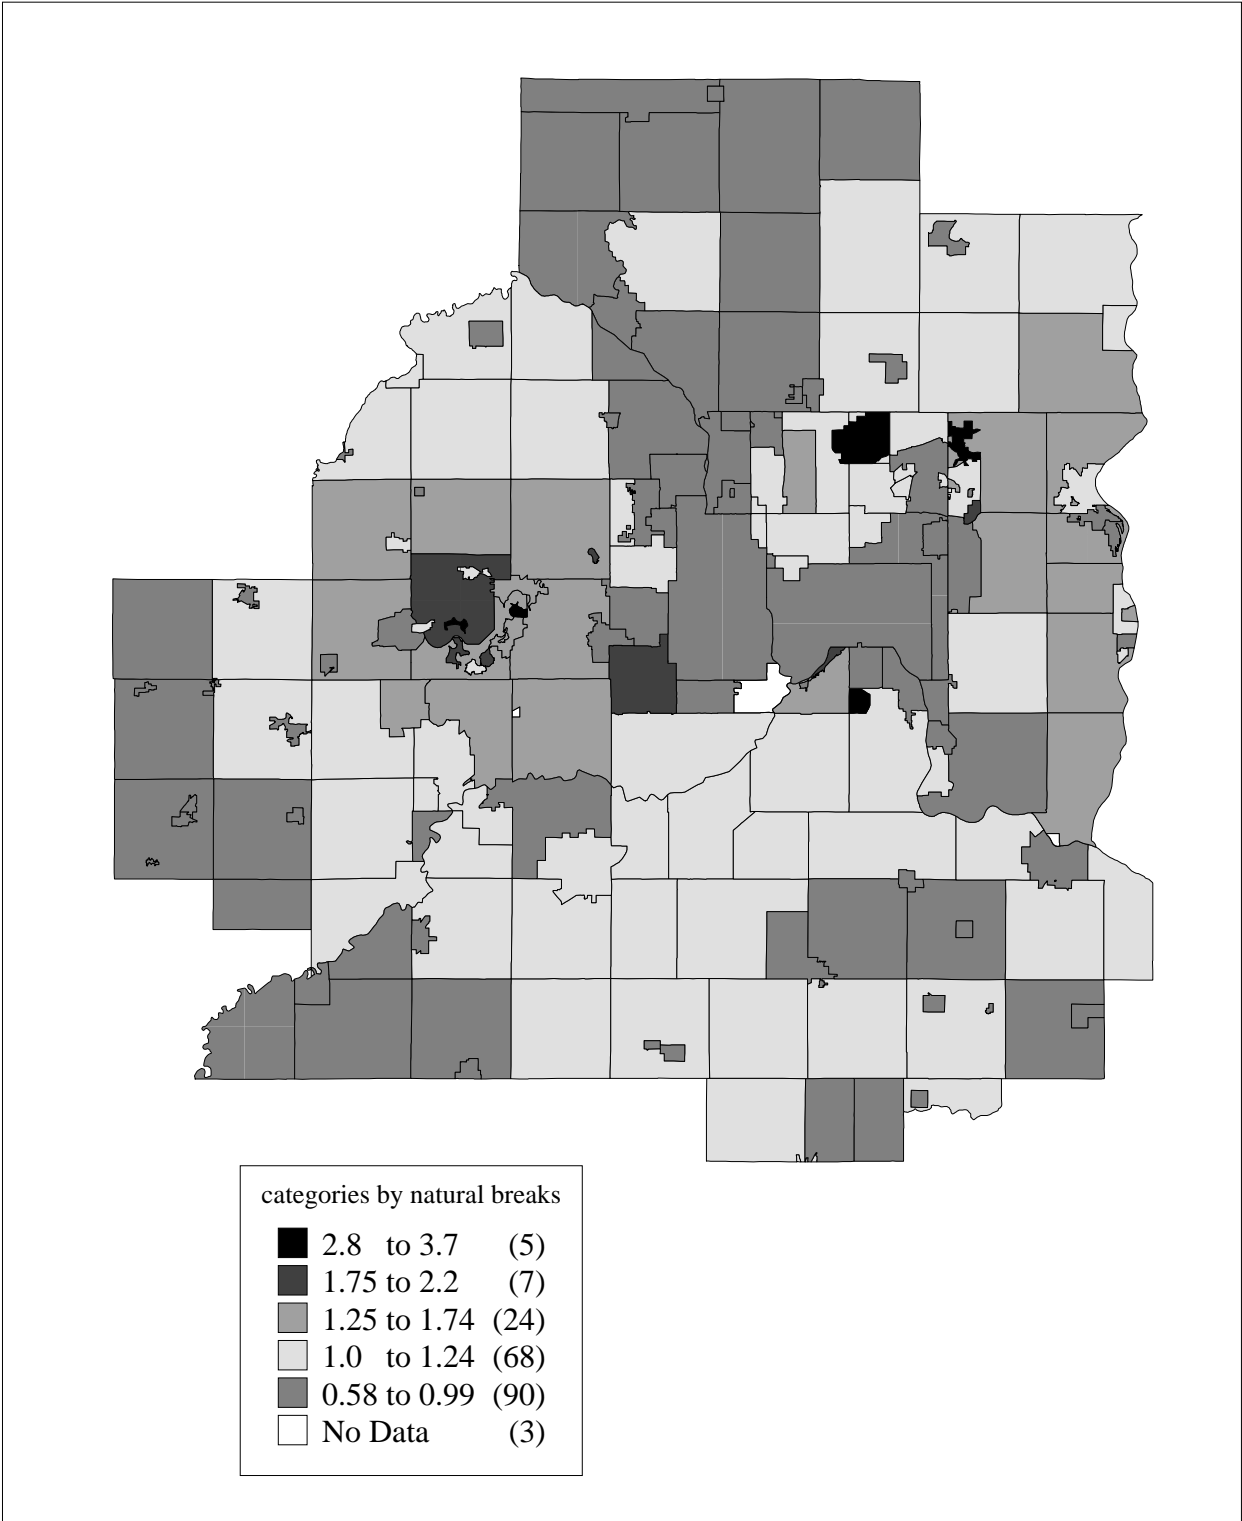 categories by natural breaks
2.8 to 3.7 (5)
1.75 to 2.2 (7)
1.25 to 1.74 (24)
1.0 to 1.24 (68)
0.58 to 0.99 (90)
No Data (3)